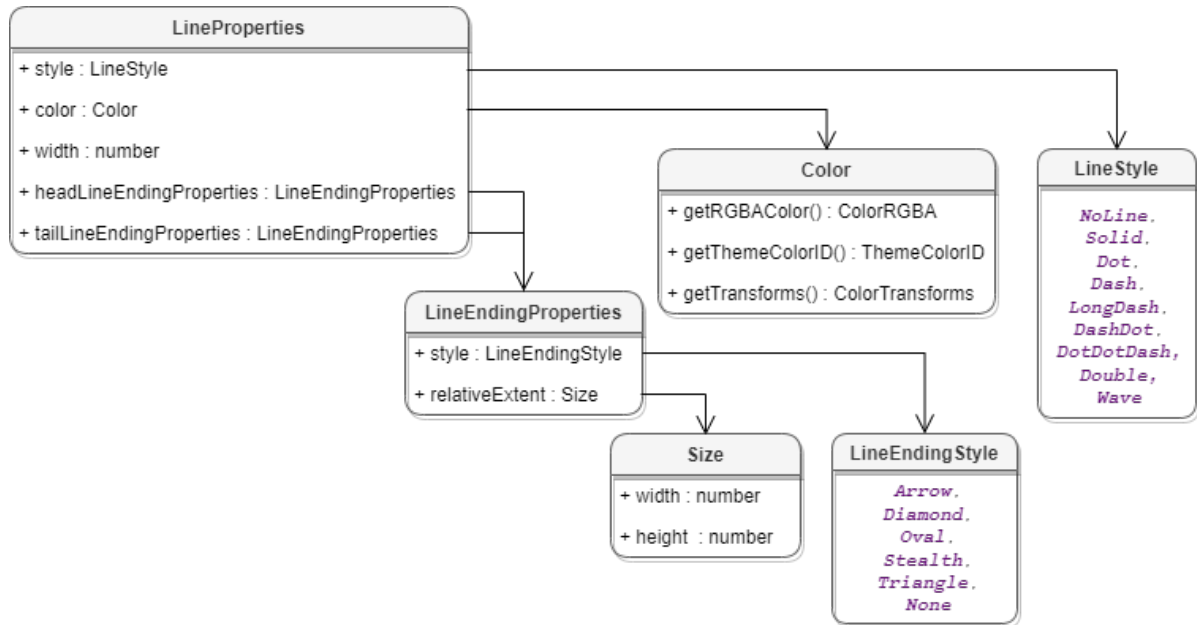 LineProperties
+ style : LineStyle
+ color : Color
+ width : number
+ headLineEndingProperties : LineEndingProperties
+ tailLineEndingProperties : LineEndingProperties
Color
+ getRGBAColor() : ColorRGBA
+ getThemeColorID() : ThemeColorID
+ getTransforms() : ColorTransforms
LineStyle
NoLine,
Solid,
Dot,
Dash,
LongDash,
DashDot,
DotDotDash,
Double,
Wave
LineEndingProperties
+ style : LineEndingStyle
+ relativeExtent : Size
Size
+ width : number
+ height : number
LineEndingStyle
Arrow,
Diamond,
Oval,
Stealth,
Triangle,
None